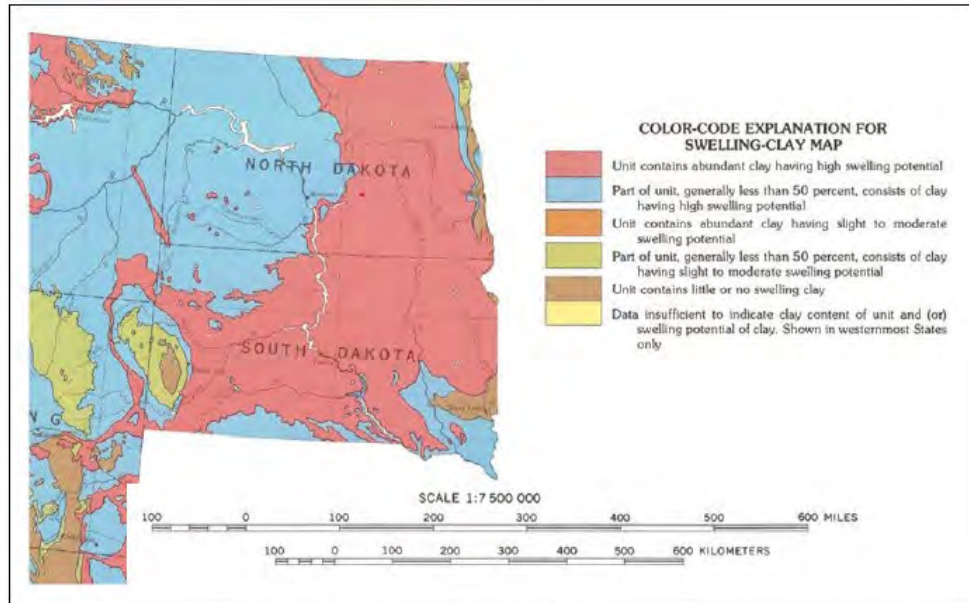 COLOR-CODE EXPLANATION FOR
SWELLING-CLAY MAP
Unit contains abundant clay having high swelling potential
Part of unit, generally less than 50 percent, consists of clay
having high swelling potential
Unit contains abundant clay having slight to moderate
swelling potential
Part of unit, generally less than 50 percent, consists of clay
having slight to moderate swelling potential
Unit contains little or no swelling clay
Data insufficient to indicate clay content of unit and (or)
swelling potential of clay. Shown in westernmost States
only
NORTH DAKOTA
SOUTH DAKOTA
N G
SCALE 1:7 500 000
100 0 100 200 300 400 500 600 MILES
100 0 100 200 300 400 500 600 KILOMETERS